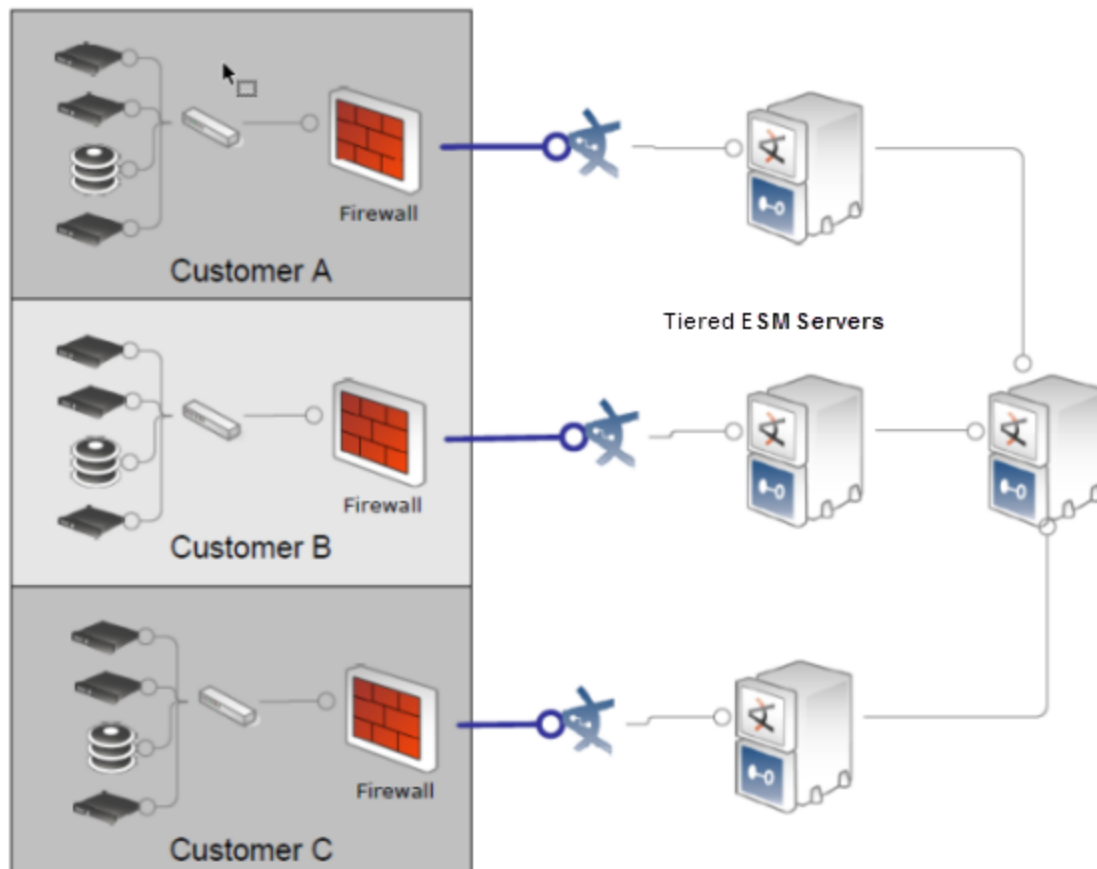 Firewall
Customer A
Tiered ESM Servers
Firewall
Customer B
Firewall
Customer C